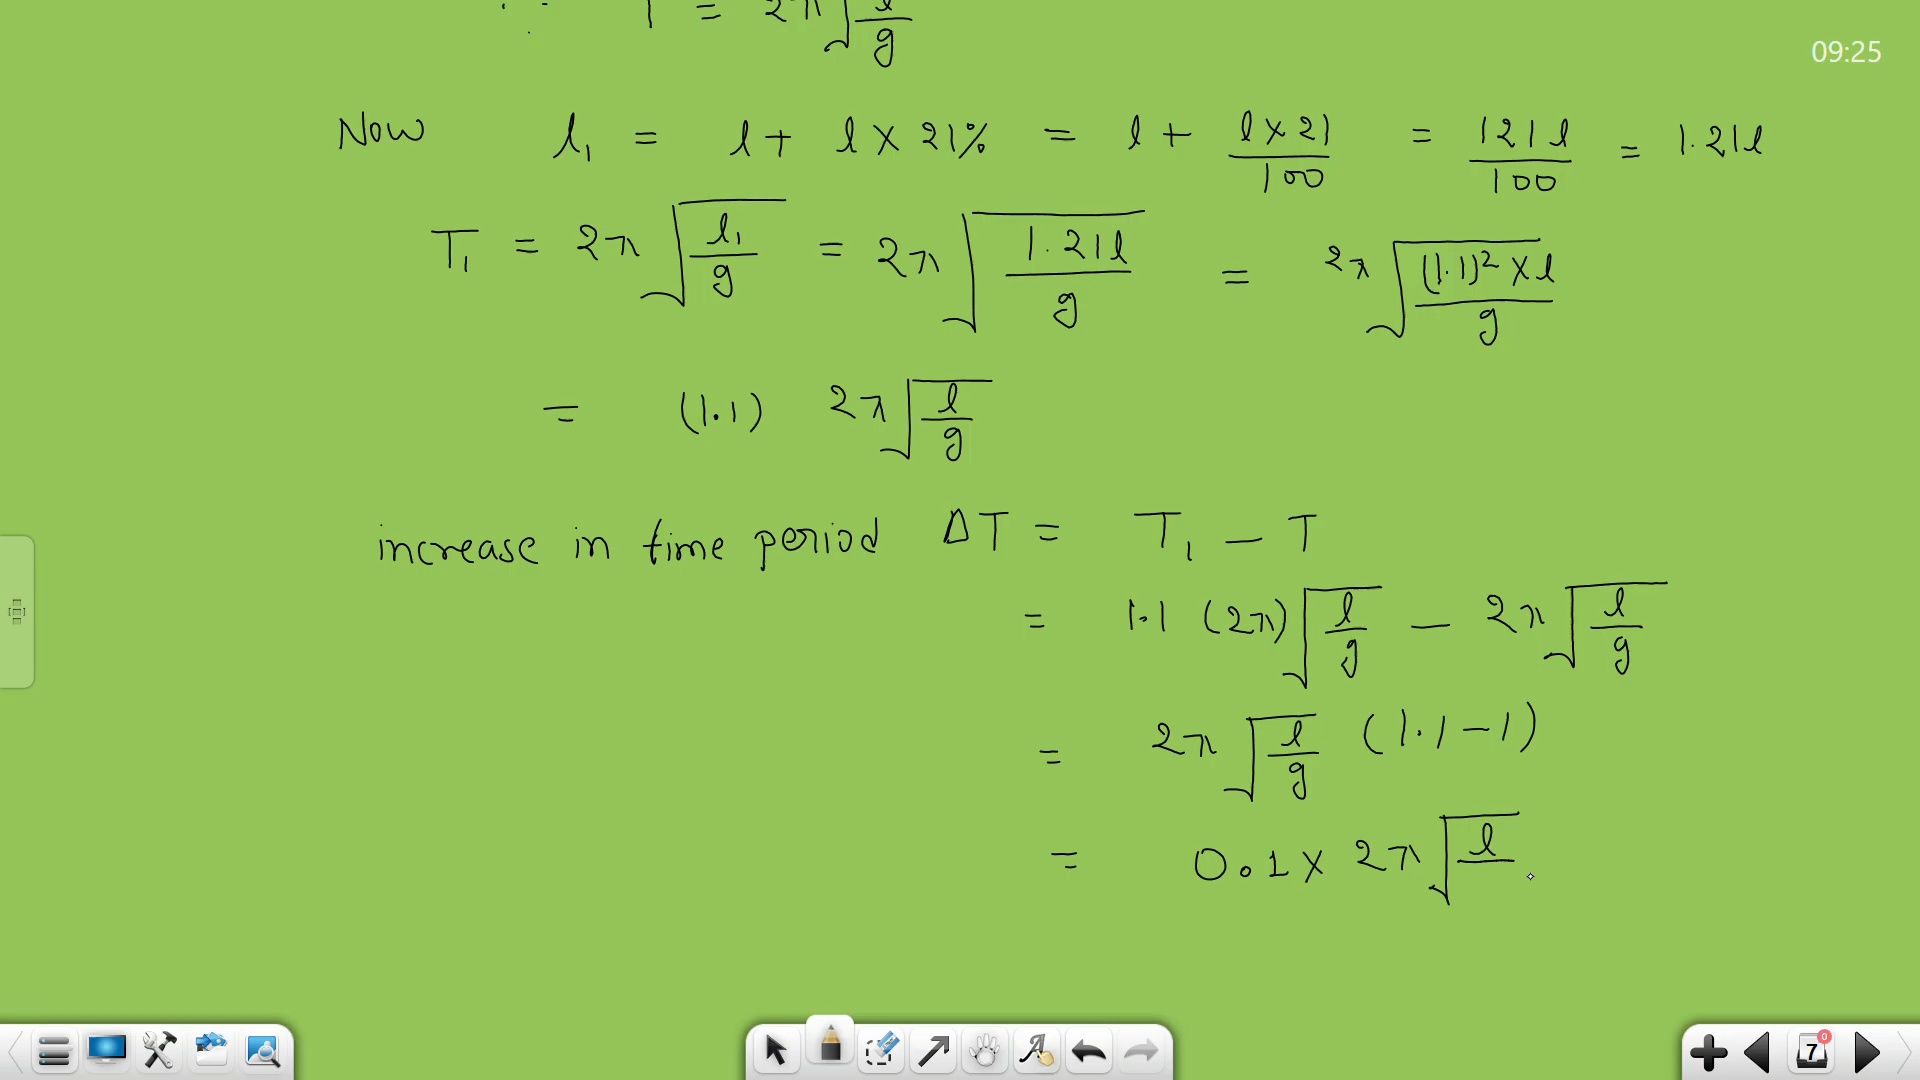 ∵ T = 2π√(l/g)
09:25
Now l₁ = l + l × 21% = l + (l × 21)/100 = 121 l/100 = 1.21l
T₁ = 2π√(l₁/g) = 2π√(1.21l/g) = 2π√((1.1)² × l/g)
= (1.1) 2π√(l/g)
increase in time period ΔT = T₁ − T
= 1.1 (2π)√(l/g) − 2π√(l/g)
= 2π√(l/g) (1.1 − 1)
= 0.1 × 2π√(l/
7
0